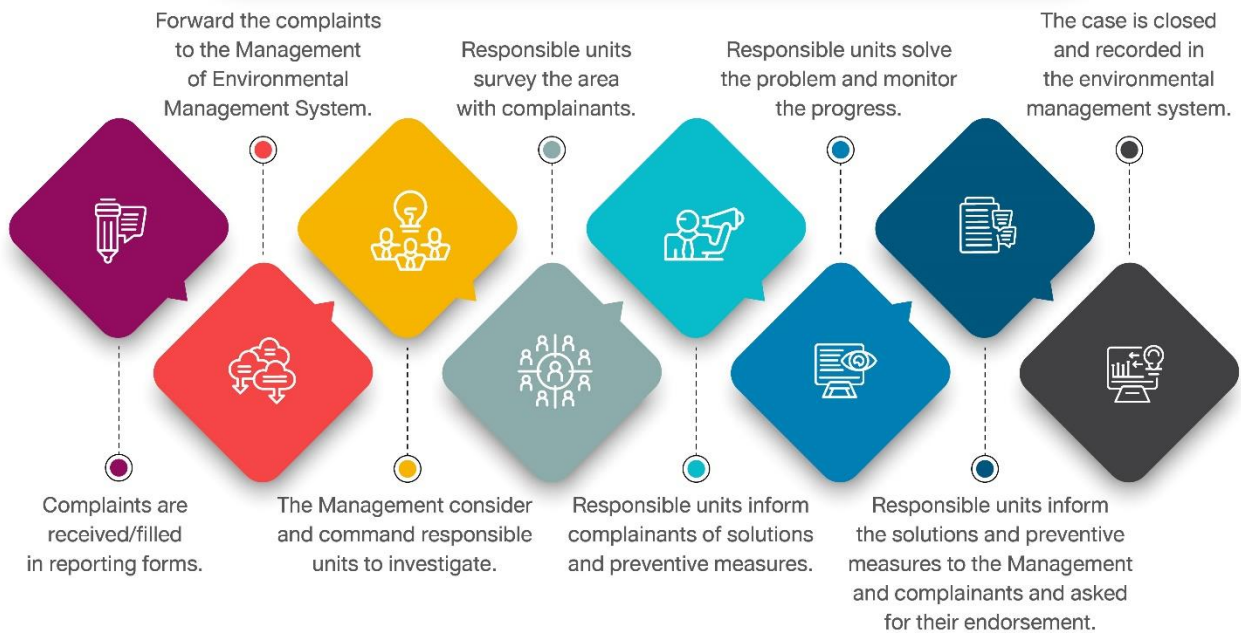 Complaints are
received/filled
in reporting forms.
Forward the complaints
to the Management
of Environmental
Management System.
The Management consider
and command responsible
units to investigate.
Responsible units
survey the area
with complainants.
Responsible units inform
complainants of solutions
and preventive measures.
Responsible units solve
the problem and monitor
the progress.
Responsible units inform
the solutions and preventive
measures to the Management
and complainants and asked
for their endorsement.
The case is closed
and recorded in
the environmental
management system.